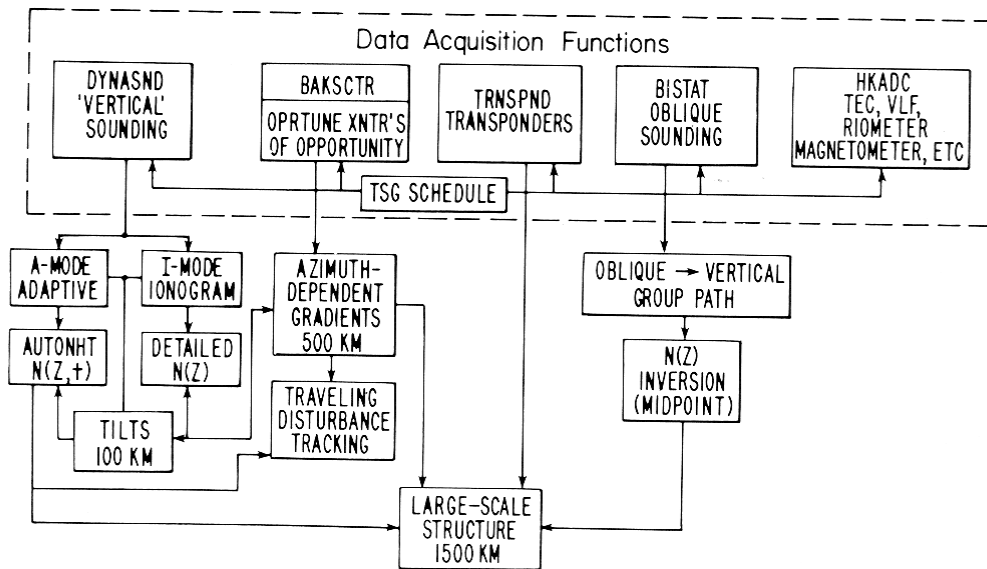 Data Acquisition Functions
DYNASND
'VERTICAL'
SOUNDING
BAKSCTR
OPRTUNE XNTR'S
OF OPPORTUNITY
TRNSPND
TRANSPONDERS
BISTAT
OBLIQUE
SOUNDING
HKADC
TEC, VLF,
RIOMETER
MAGNETOMETER, ETC
TSG SCHEDULE
A-MODE
ADAPTIVE
I-MODE
IONOGRAM
AZIMUTH-
DEPENDENT
GRADIENTS
500 KM
OBLIQUE → VERTICAL
GROUP PATH
AUTONHT
N(Z,t)
DETAILED
N(Z)
N(Z)
INVERSION
(MIDPOINT)
TRAVELING
DISTURBANCE
TRACKING
TILTS
100 KM
LARGE-SCALE
STRUCTURE
1500 KM